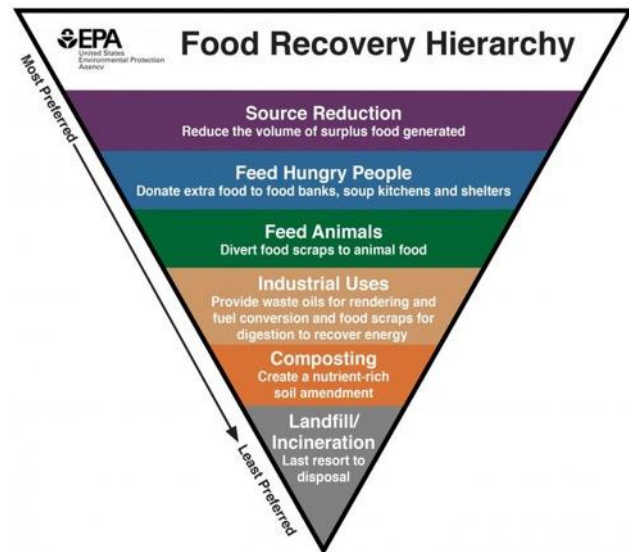 EPA
United States
Environmental Protection
Agency
Food Recovery Hierarchy
Most Preferred
Source Reduction
Reduce the volume of surplus food generated
Feed Hungry People
Donate extra food to food banks, soup kitchens and shelters
Feed Animals
Divert food scraps to animal food
Industrial Uses
Provide waste oils for rendering and
fuel conversion and food scraps for
digestion to recover energy
Composting
Create a nutrient-rich
soil amendment
Landfill/
Incineration
Last resort to
disposal
Least Preferred